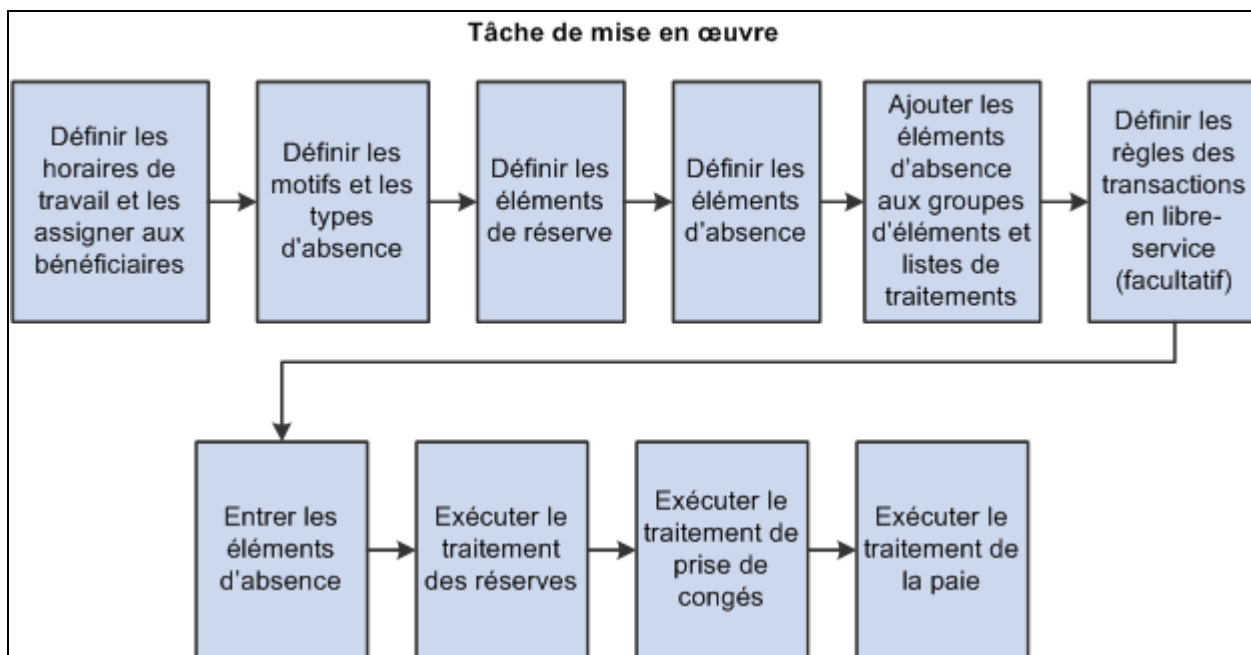 Tâche de mise en œuvre
Définir les
horaires de
travail et les
assigner aux
bénéficiaires
Définir les
motifs et les
types
d'absence
Définir les
éléments
de réserve
Définir les
éléments
d'absence
Ajouter les
éléments
d'absence
aux groupes
d'éléments et
listes de
traitements
Définir les
règles des
transactions
en libre-
service
(facultatif)
Entrer les
éléments
d'absence
Exécuter le
traitement
des réserves
Exécuter le
traitement de
prise de
congés
Exécuter le
traitement de
la paie